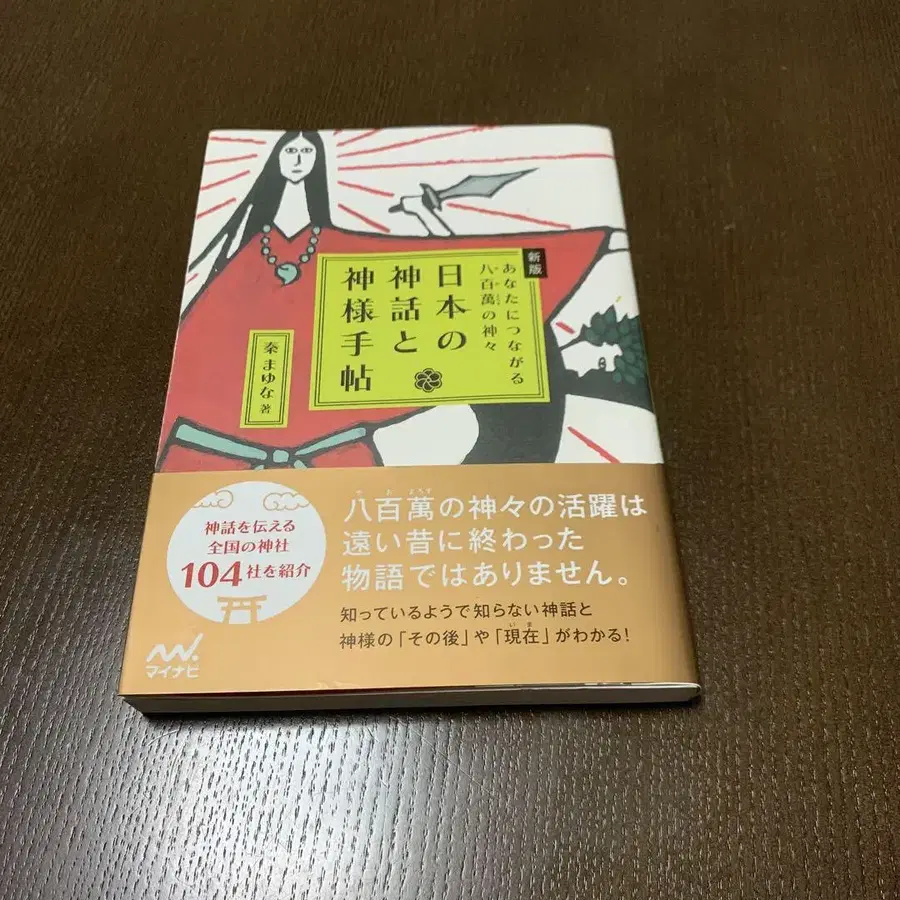 新版
あなたにつながる
八百萬の神々
日本の
神話と
神様手帖
秦まゆな 著
神話を伝える
全国の神社
104社を紹介
八百萬の神々の活躍は
遠い昔に終わった
物語ではありません。
知っているようで知らない神話と
神様の「その後」や「現在」がわかる!
マイナビ